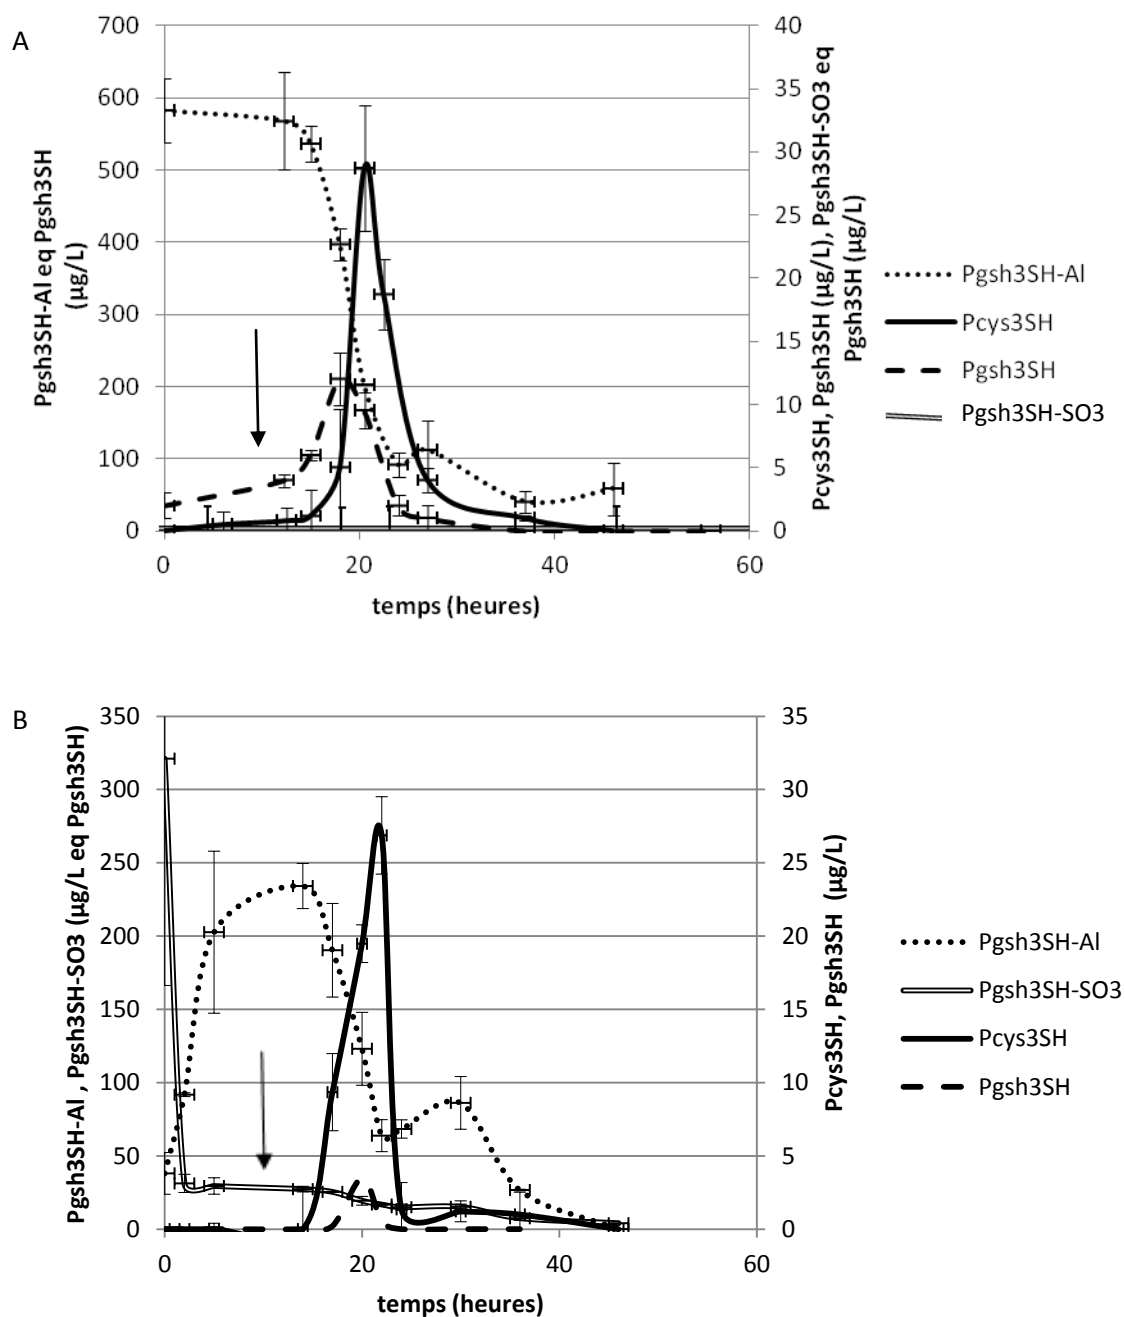 A
700
600
500
400
300
200
100
0
Pgsh3SH-Al eq Pgsh3SH
(µg/L)
0
20
40
60
temps (heures)
40
35
30
25
20
15
10
5
0
Pcys3SH, Pgsh3SH (µg/L), Pgsh3SH-SO3 eq
Pgsh3SH (µg/L)
Pgsh3SH-Al
Pcys3SH
Pgsh3SH
Pgsh3SH-SO3
B
350
300
250
200
150
100
50
0
Pgsh3SH-Al , Pgsh3SH-SO3 (µg/L eq Pgsh3SH)
0
20
40
60
temps (heures)
35
30
25
20
15
10
5
0
Pcys3SH, Pgsh3SH (µg/L)
Pgsh3SH-Al
Pgsh3SH-SO3
Pcys3SH
Pgsh3SH